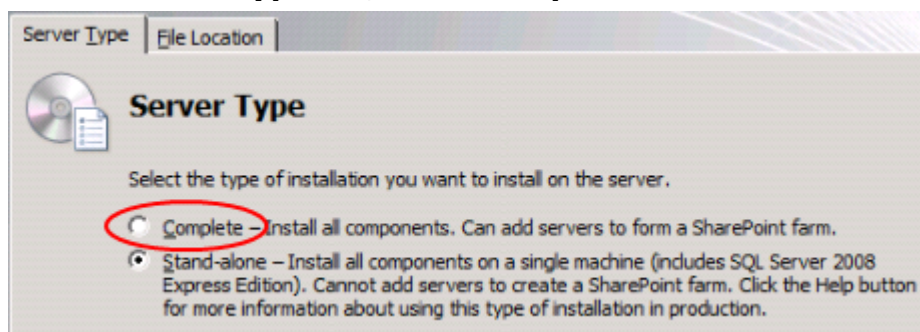 Server Type File Location
Server Type
Select the type of installation you want to install on the server.
Complete – Install all components. Can add servers to form a SharePoint farm.
Stand-alone – Install all components on a single machine (includes SQL Server 2008
Express Edition). Cannot add servers to create a SharePoint farm. Click the Help button
for more information about using this type of installation in production.